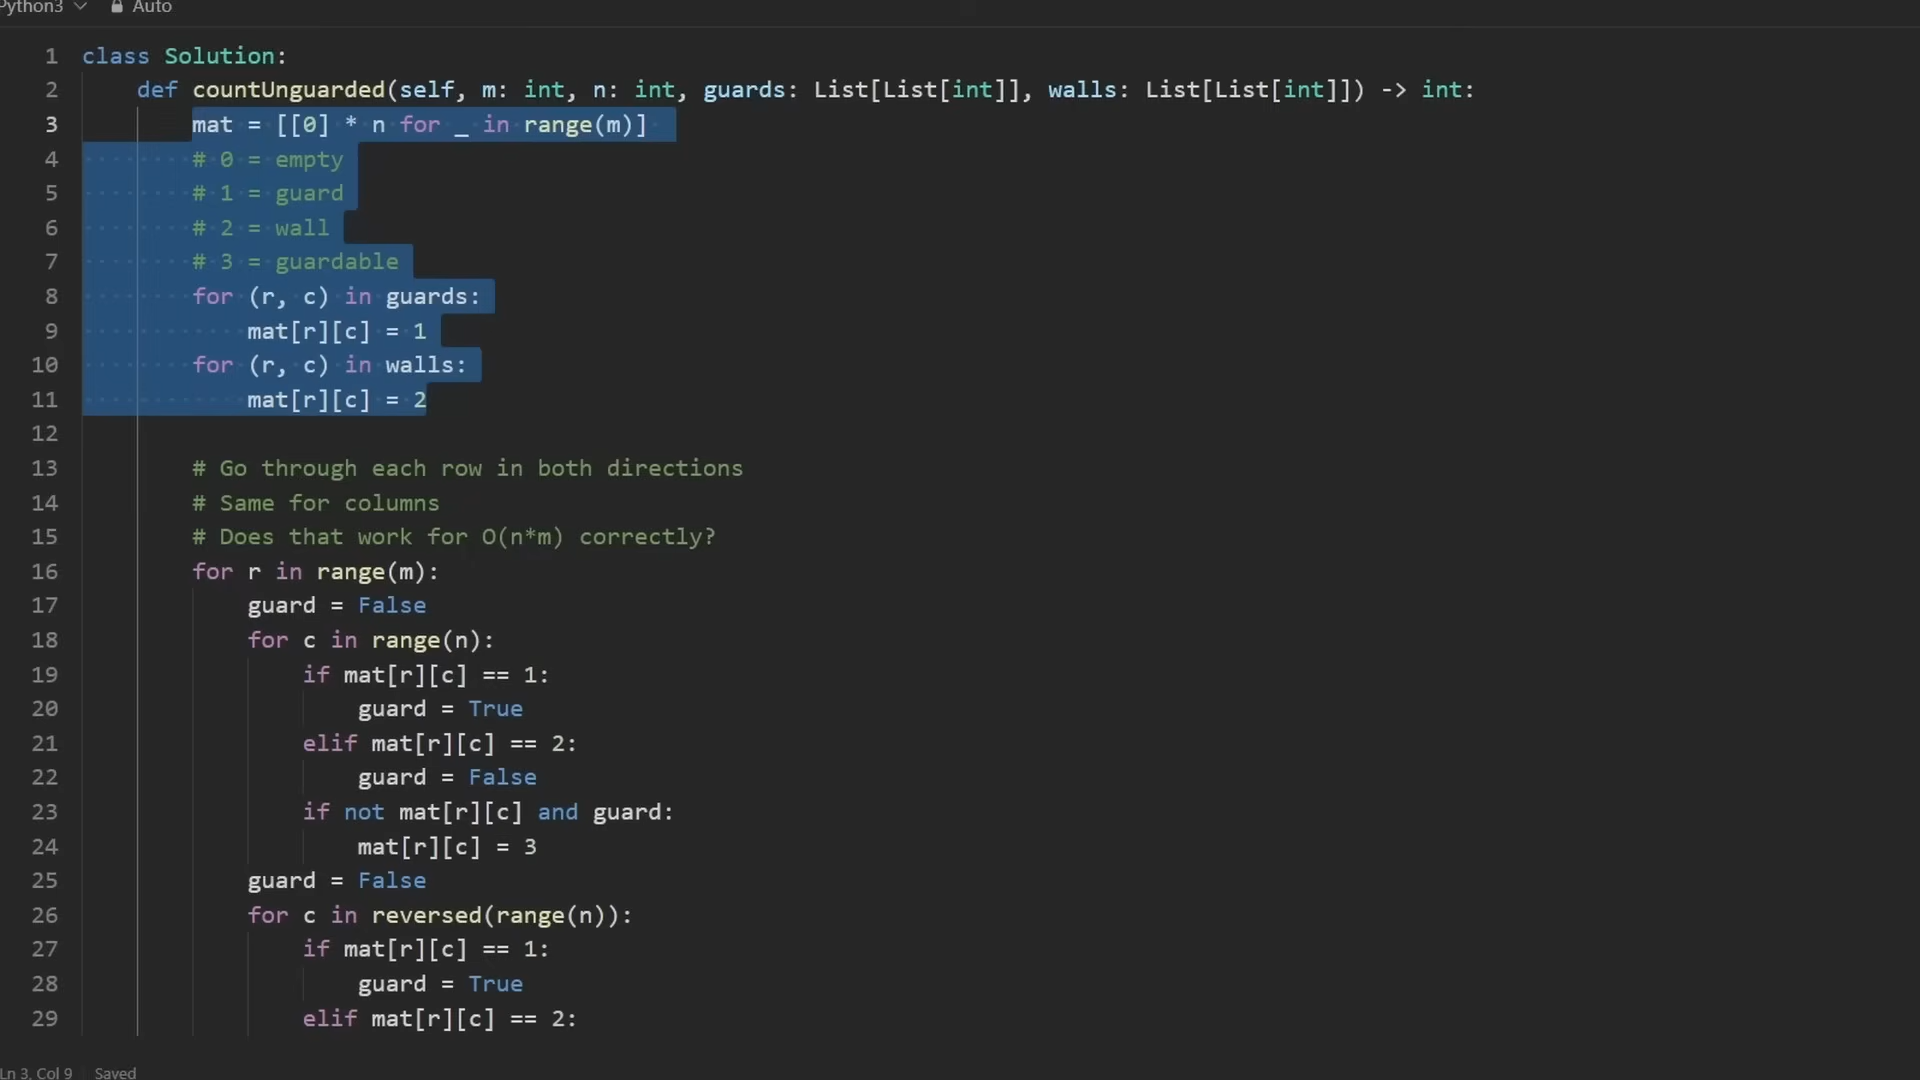 Python3 Auto
1 class Solution:
2 def countUnguarded(self, m: int, n: int, guards: List[List[int]], walls: List[List[int]]) -> int:
3 mat = [[0] * n for _ in range(m)]
4 # 0 = empty
5 # 1 = guard
6 # 2 = wall
7 # 3 = guardable
8 for (r, c) in guards:
9 mat[r][c] = 1
10 for (r, c) in walls:
11 mat[r][c] = 2
12
13 # Go through each row in both directions
14 # Same for columns
15 # Does that work for O(n*m) correctly?
16 for r in range(m):
17 guard = False
18 for c in range(n):
19 if mat[r][c] == 1:
20 guard = True
21 elif mat[r][c] == 2:
22 guard = False
23 if not mat[r][c] and guard:
24 mat[r][c] = 3
25 guard = False
26 for c in reversed(range(n)):
27 if mat[r][c] == 1:
28 guard = True
29 elif mat[r][c] == 2:
Ln 3, Col 9 Saved